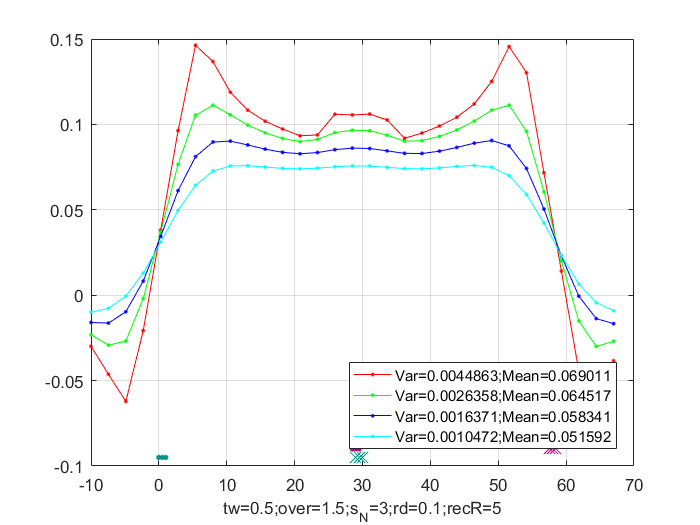 0.15
0.1
0.05
0
-0.05
-0.1
Var=0.0044863;Mean=0.069011
Var=0.0026358;Mean=0.064517
Var=0.0016371;Mean=0.058341
Var=0.0010472;Mean=0.051592
-10 0 10 20 30 40 50 60 70
tw=0.5;over=1.5;s_N=3;rd=0.1;recR=5